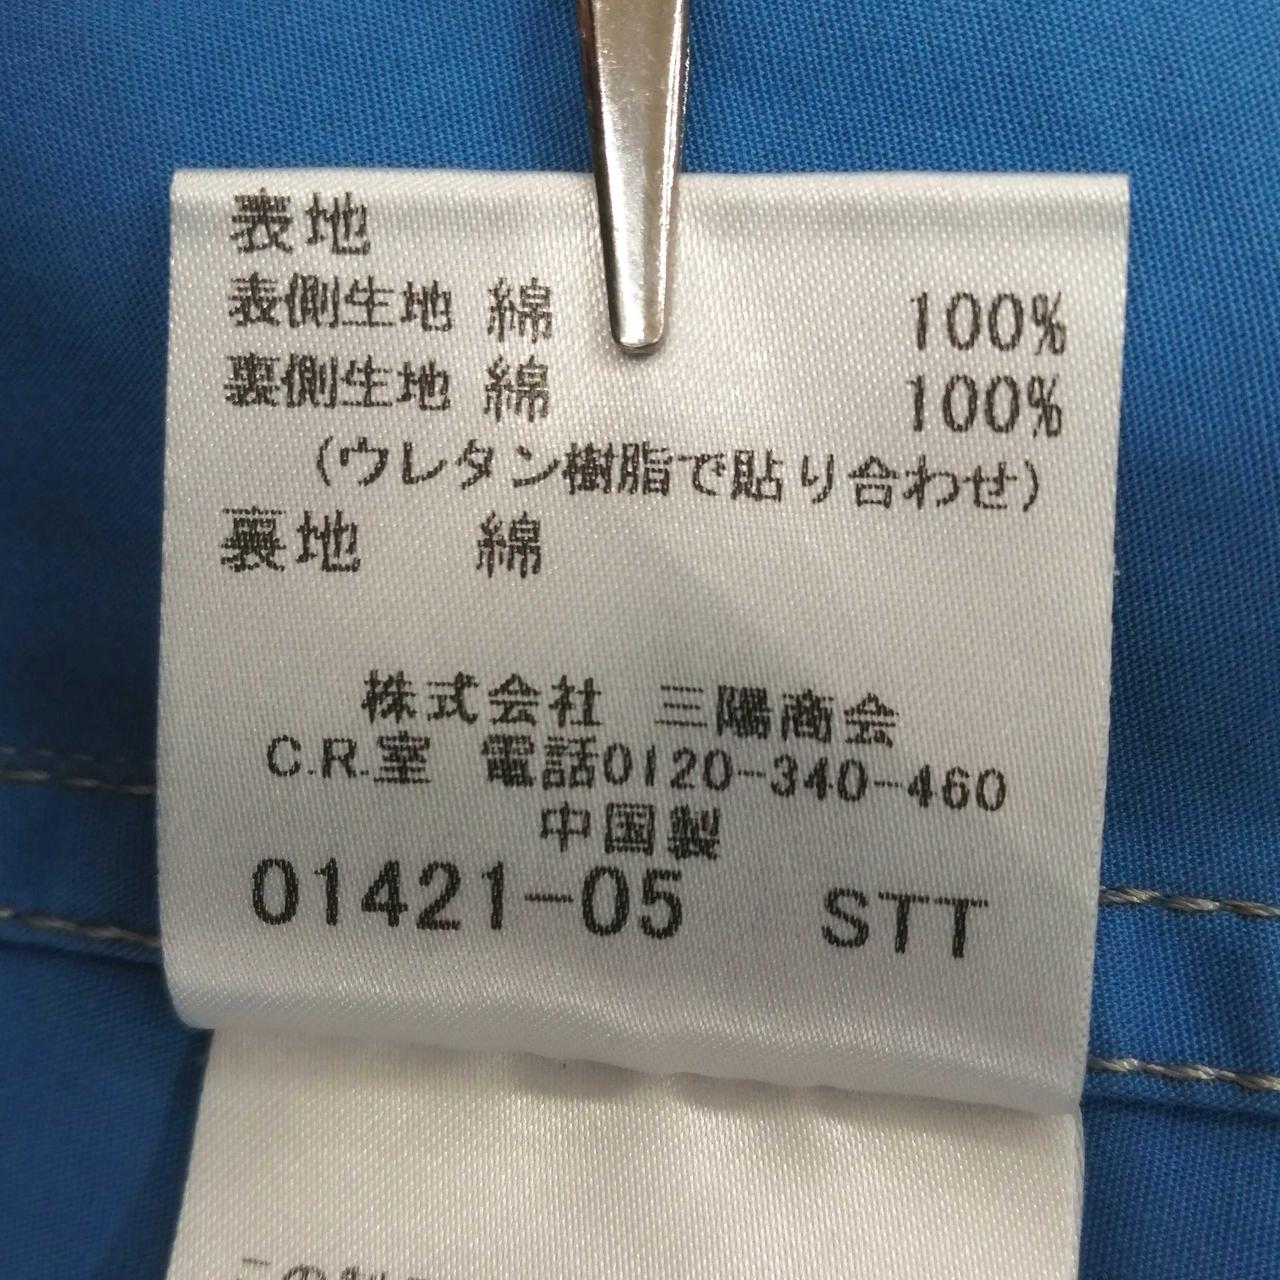 表地
表側生地 綿 100%
裏側生地 綿 100%
(ウレタン樹脂で貼り合わせ)
裏地 綿
株式会社 三陽商会
C.R.室 電話0120-340-460
中国製
01421-05 STT